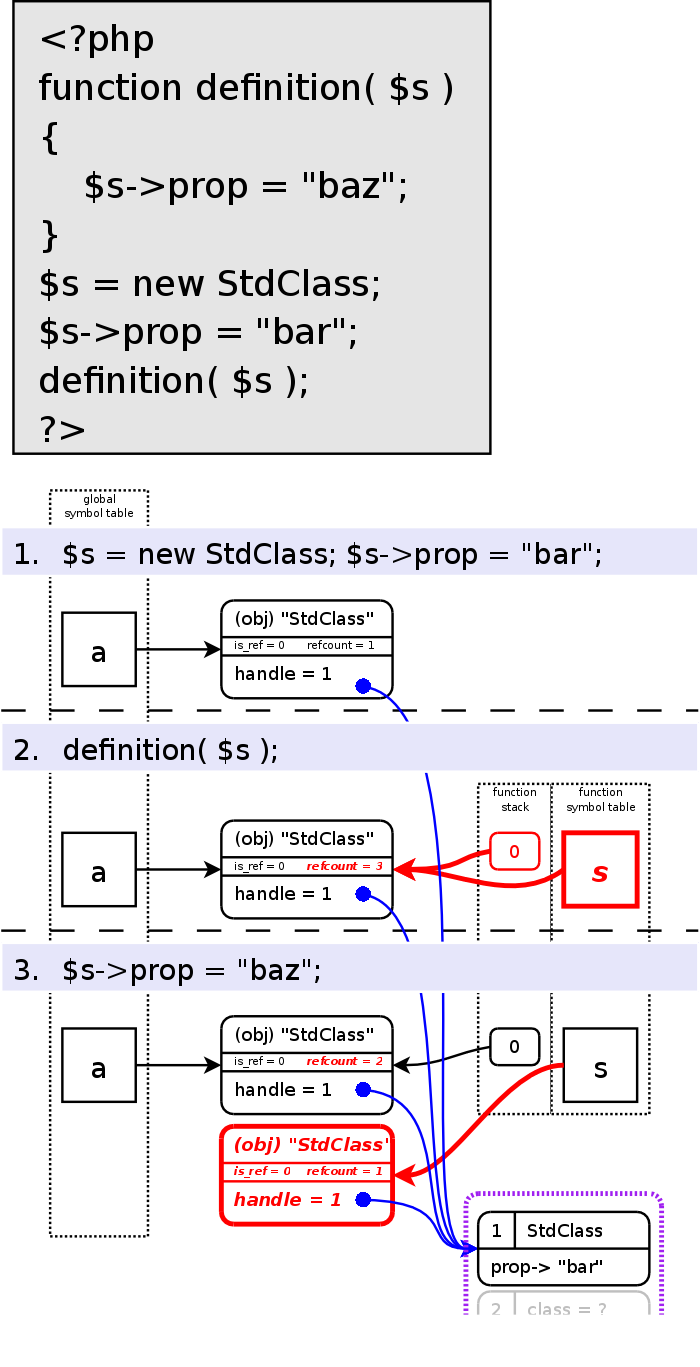 <?php
function definition( $s )
{
$s->prop = "baz";
}
$s = new StdClass;
$s->prop = "bar";
definition( $s );
?>
global
symbol table
1. $s = new StdClass; $s->prop = "bar";
a
(obj) "StdClass"
is_ref = 0 refcount = 1
handle = 1
2. definition( $s );
function
stack
function
symbol table
a
(obj) "StdClass"
is_ref = 0 refcount = 3
handle = 1
0
s
3. $s->prop = "baz";
a
(obj) "StdClass"
is_ref = 0 refcount = 2
handle = 1
0
s
(obj) "StdClass"
is_ref = 0 refcount = 1
handle = 1
1 StdClass
prop-> "bar"
2 class = ?